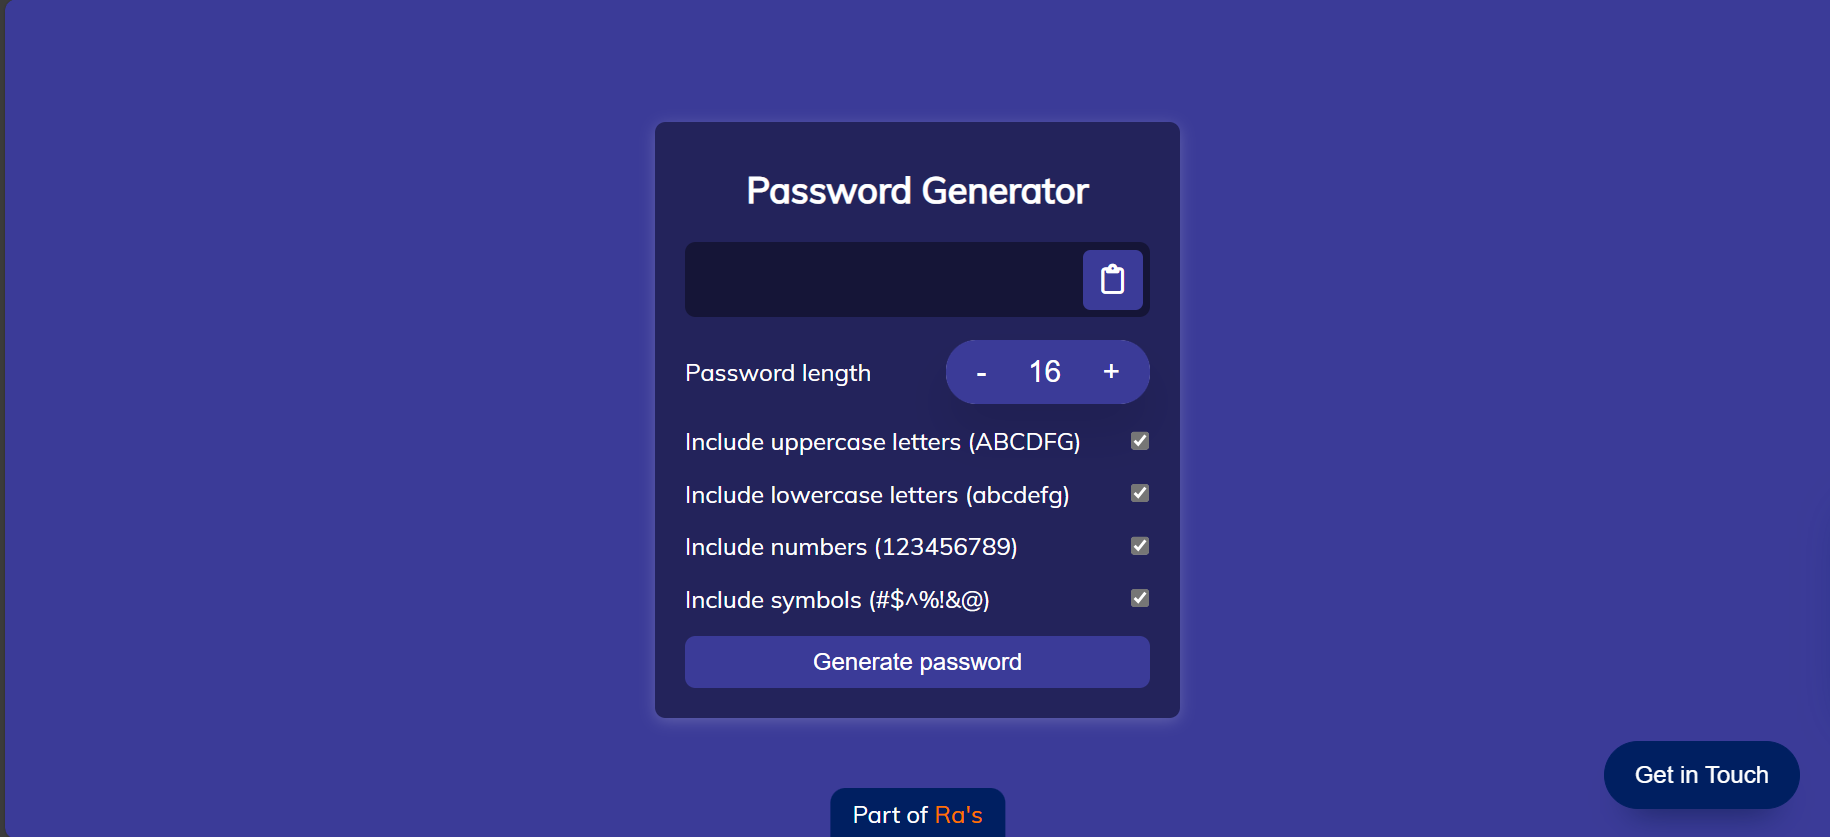 Password Generator
Password length
- 16 +
Include uppercase letters (ABCDFG)
Include lowercase letters (abcdefg)
Include numbers (123456789)
Include symbols (#$^%!&@)
Generate password
Get in Touch
Part of Ra's